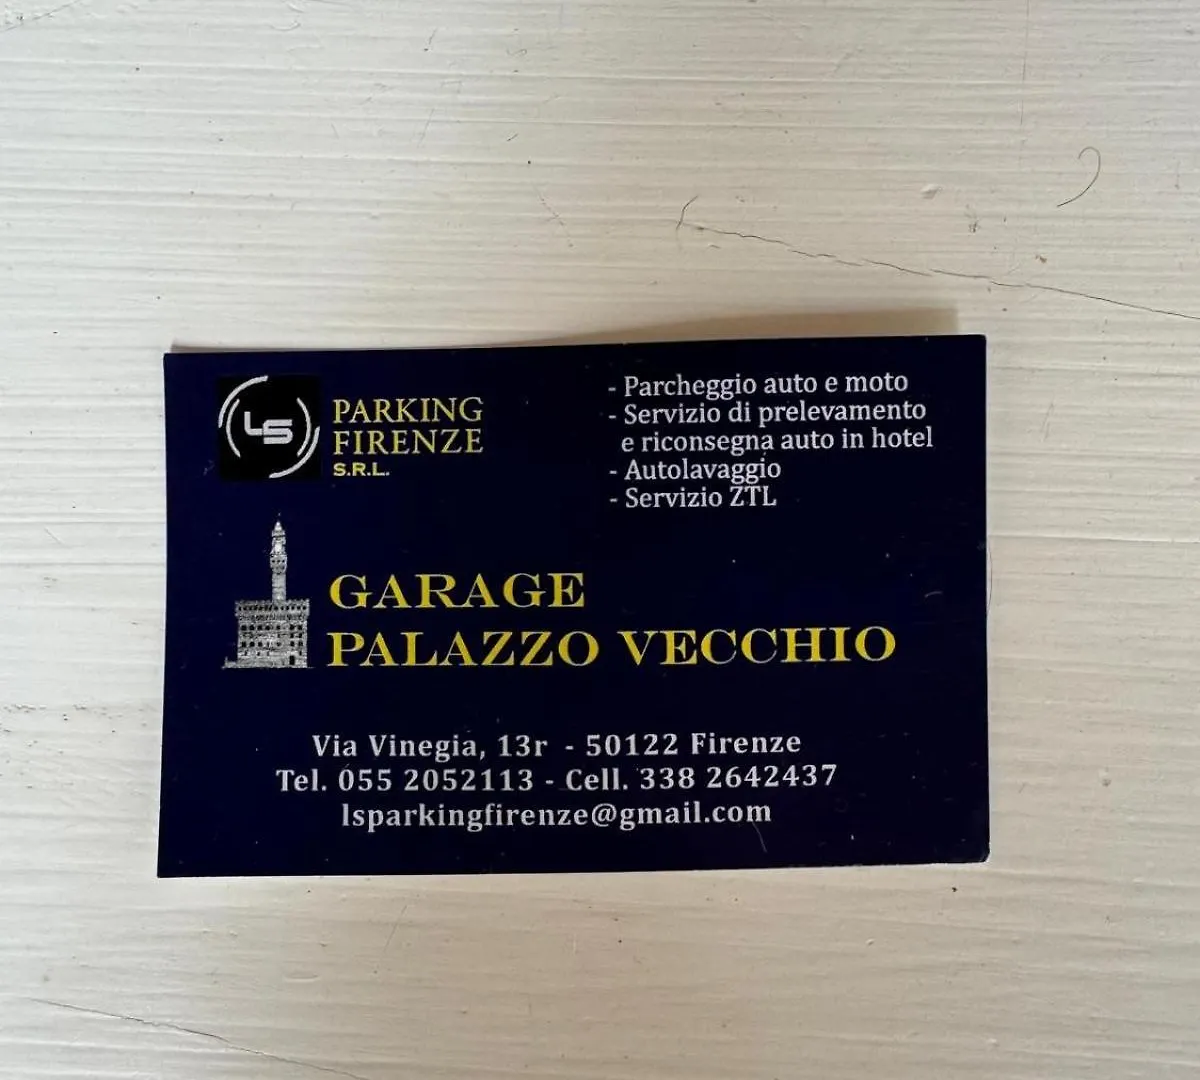 LS
PARKING
FIRENZE
S.R.L.
- Parcheggio auto e moto
- Servizio di prelevamento
e riconsegna auto in hotel
- Autolavaggio
- Servizio ZTL
GARAGE
PALAZZO VECCHIO
Via Vinegia, 13r - 50122 Firenze
Tel. 055 2052113 - Cell. 338 2642437
lsparkingfirenze@gmail.com